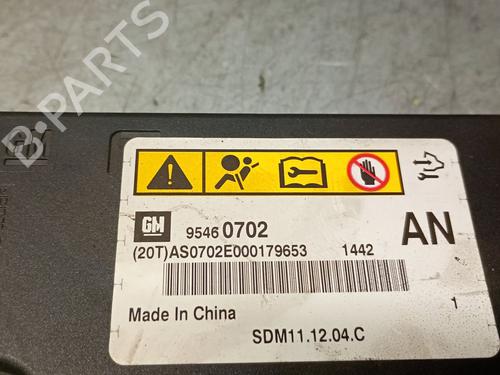 GM 9546 0702 AN
(20T)AS0702E000179653 1442
1
Made In China
SDM11.12.04.C
B-Parts